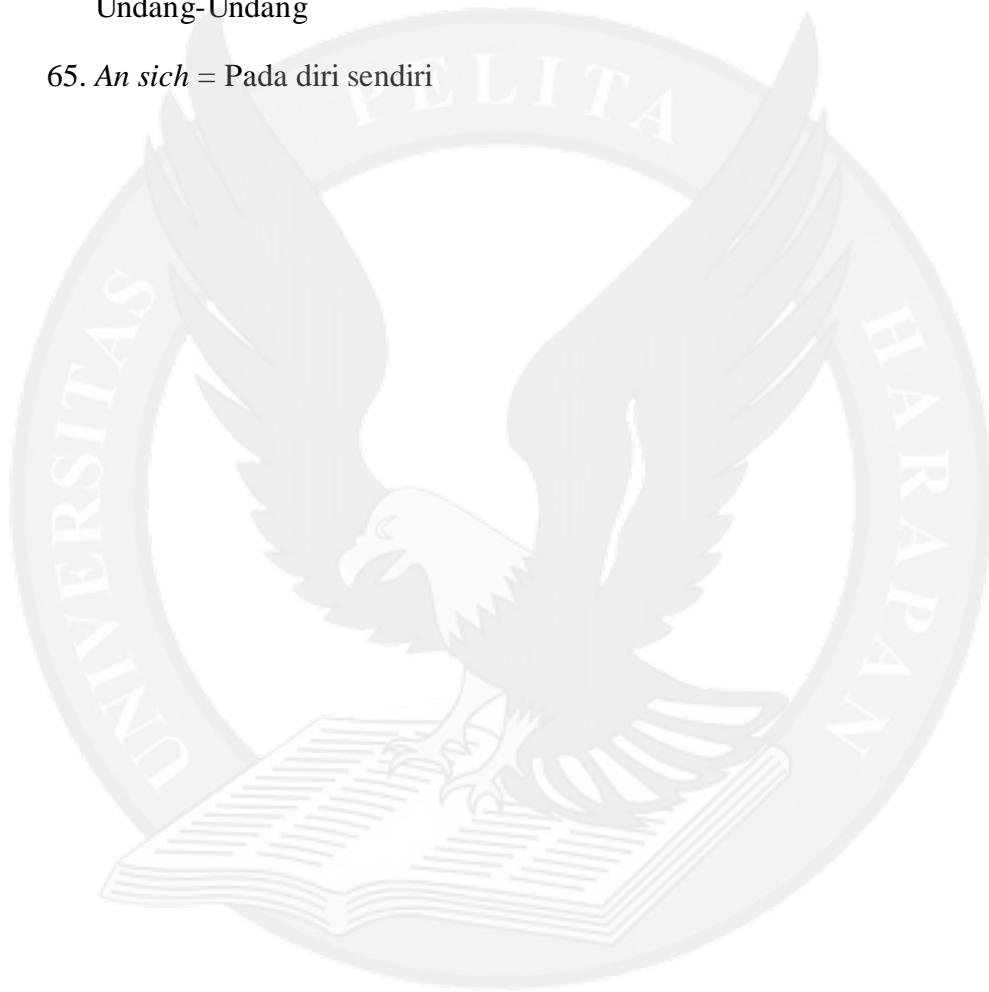 Undang-Undang
65. An sich = Pada diri sendiri
UNIVERSITAS PELITA HARAPAN